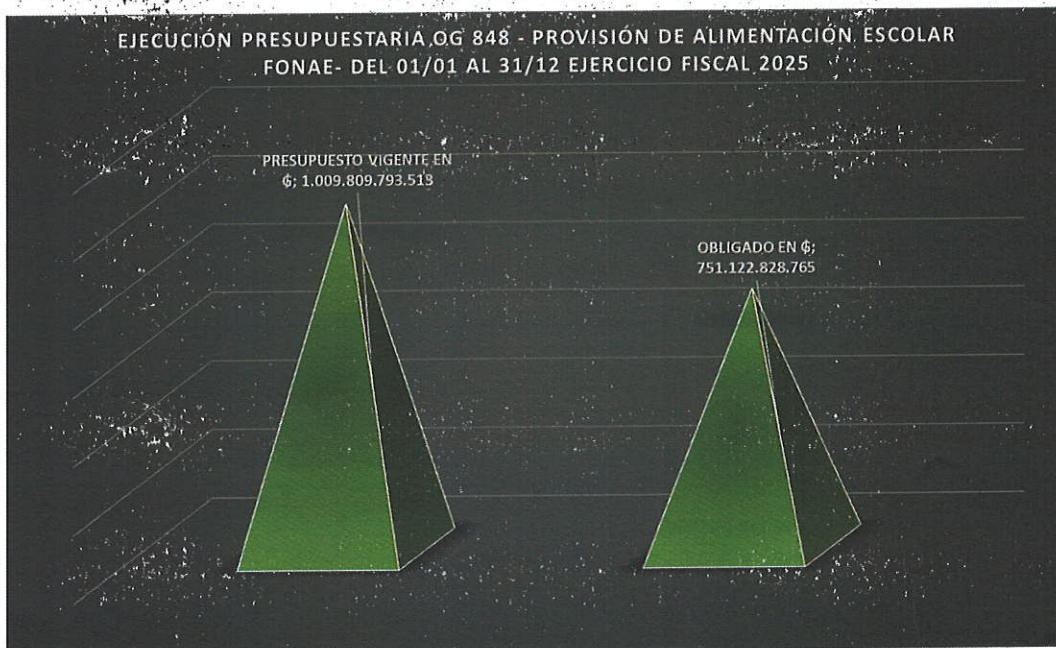 EJECUCIÓN PRESUPUESTARIA OG 848 - PROVISIÓN DE ALIMENTACIÓN ESCOLAR
FONAE- DEL 01/01 AL 31/12 EJERCICIO FISCAL 2025
PRESUPUESTO VIGENTE EN
₲; 1.009.809.793.513
OBLIGADO EN ₲;
751.122.828.765